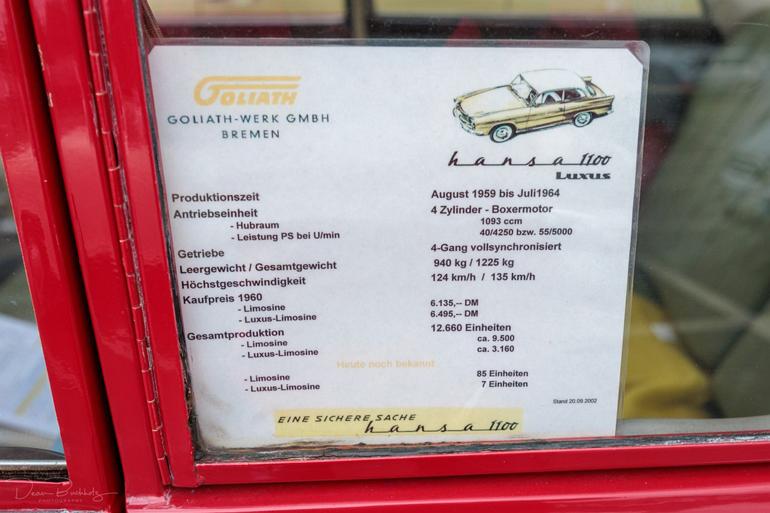 GOLIATH
GOLIATH-WERK GMBH
BREMEN
hansa 1100
Luxus
Produktionszeit August 1959 bis Juli1964
Antriebseinheit 4 Zylinder - Boxermotor
- Hubraum 1093 ccm
- Leistung PS bei U/min 40/4250 bzw. 55/5000
Getriebe 4-Gang vollsynchronisiert
Leergewicht / Gesamtgewicht 940 kg / 1225 kg
Höchstgeschwindigkeit 124 km/h / 135 km/h
Kaufpreis 1960
- Limosine 6.135,-- DM
- Luxus-Limosine 6.495,-- DM
Gesamtproduktion 12.660 Einheiten
- Limosine ca. 9.500
- Luxus-Limosine ca. 3.160
Heute noch bekannt
- Limosine 85 Einheiten
- Luxus-Limosine 7 Einheiten
Stand 20.09.2002
EINE SICHERE SACHE
hansa 1100
Dean Buchholz
PHOTOGRAPHY